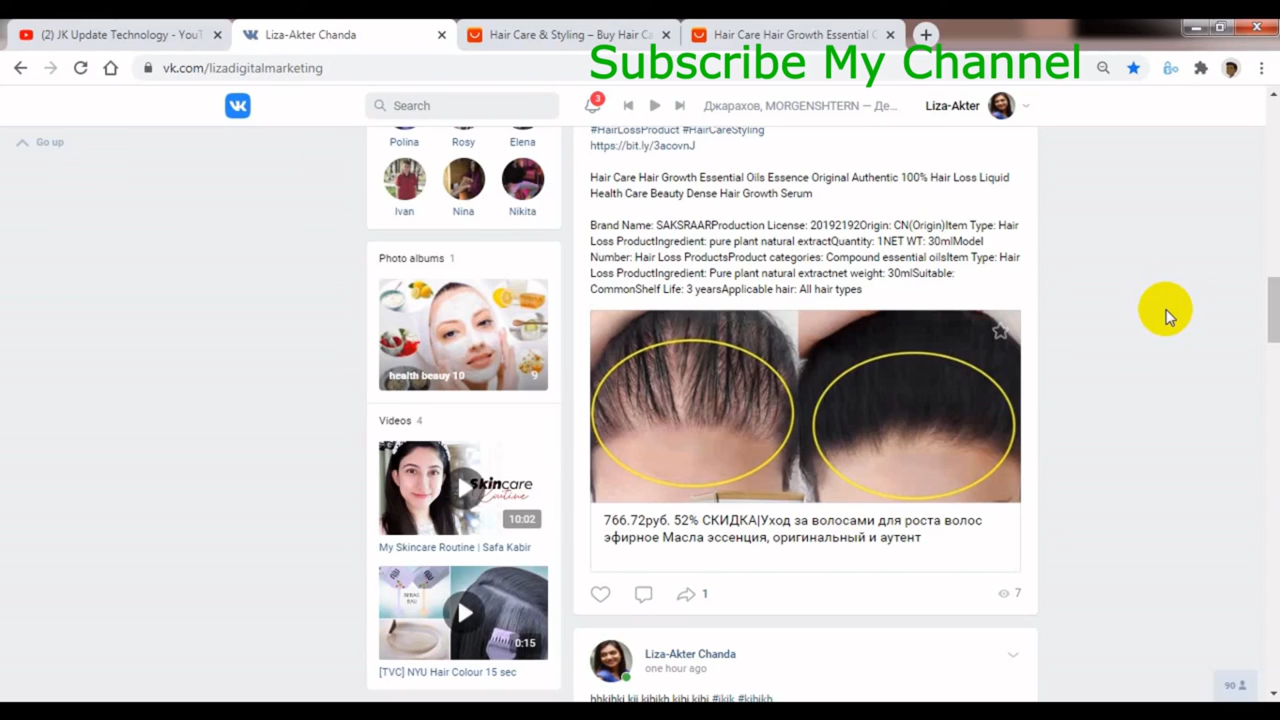 (2) JK Update Technology - YouT
Liza-Akter Chanda
Hair Care & Styling – Buy Hair Ca
Hair Care Hair Growth Essential O
Subscribe My Channel
vk.com/lizadigitalmarketing
Search
3
Джарахов, MORGENSHTERN — Де...
Liza-Akter
Go up
Polina
Rosy
Elena
Ivan
Nina
Nikita
Photo albums 1
health beauy 10
9
Videos 4
Skincare
Routine
10:02
My Skincare Routine | Safa Kabir
0:15
[TVC] NYU Hair Colour 15 sec
#HairLossProduct #HairCareStyling
https://bit.ly/3acovnJ
Hair Care Hair Growth Essential Oils Essence Original Authentic 100% Hair Loss Liquid
Health Care Beauty Dense Hair Growth Serum
Brand Name: SAKSRAARProduction License: 20192192Origin: CN(Origin)Item Type: Hair
Loss ProductIngredient: pure plant natural extractQuantity: 1NET WT: 30mlModel
Number: Hair Loss ProductsProduct categories: Compound essential oilsItem Type: Hair
Loss ProductIngredient: Pure plant natural extractnet weight: 30mlSuitable:
CommonShelf Life: 3 yearsApplicable hair: All hair types
766.72руб. 52% СКИДКА|Уход за волосами для роста волос
эфирное Масла эссенция, оригинальный и аутент
1
7
Liza-Akter Chanda
one hour ago
90